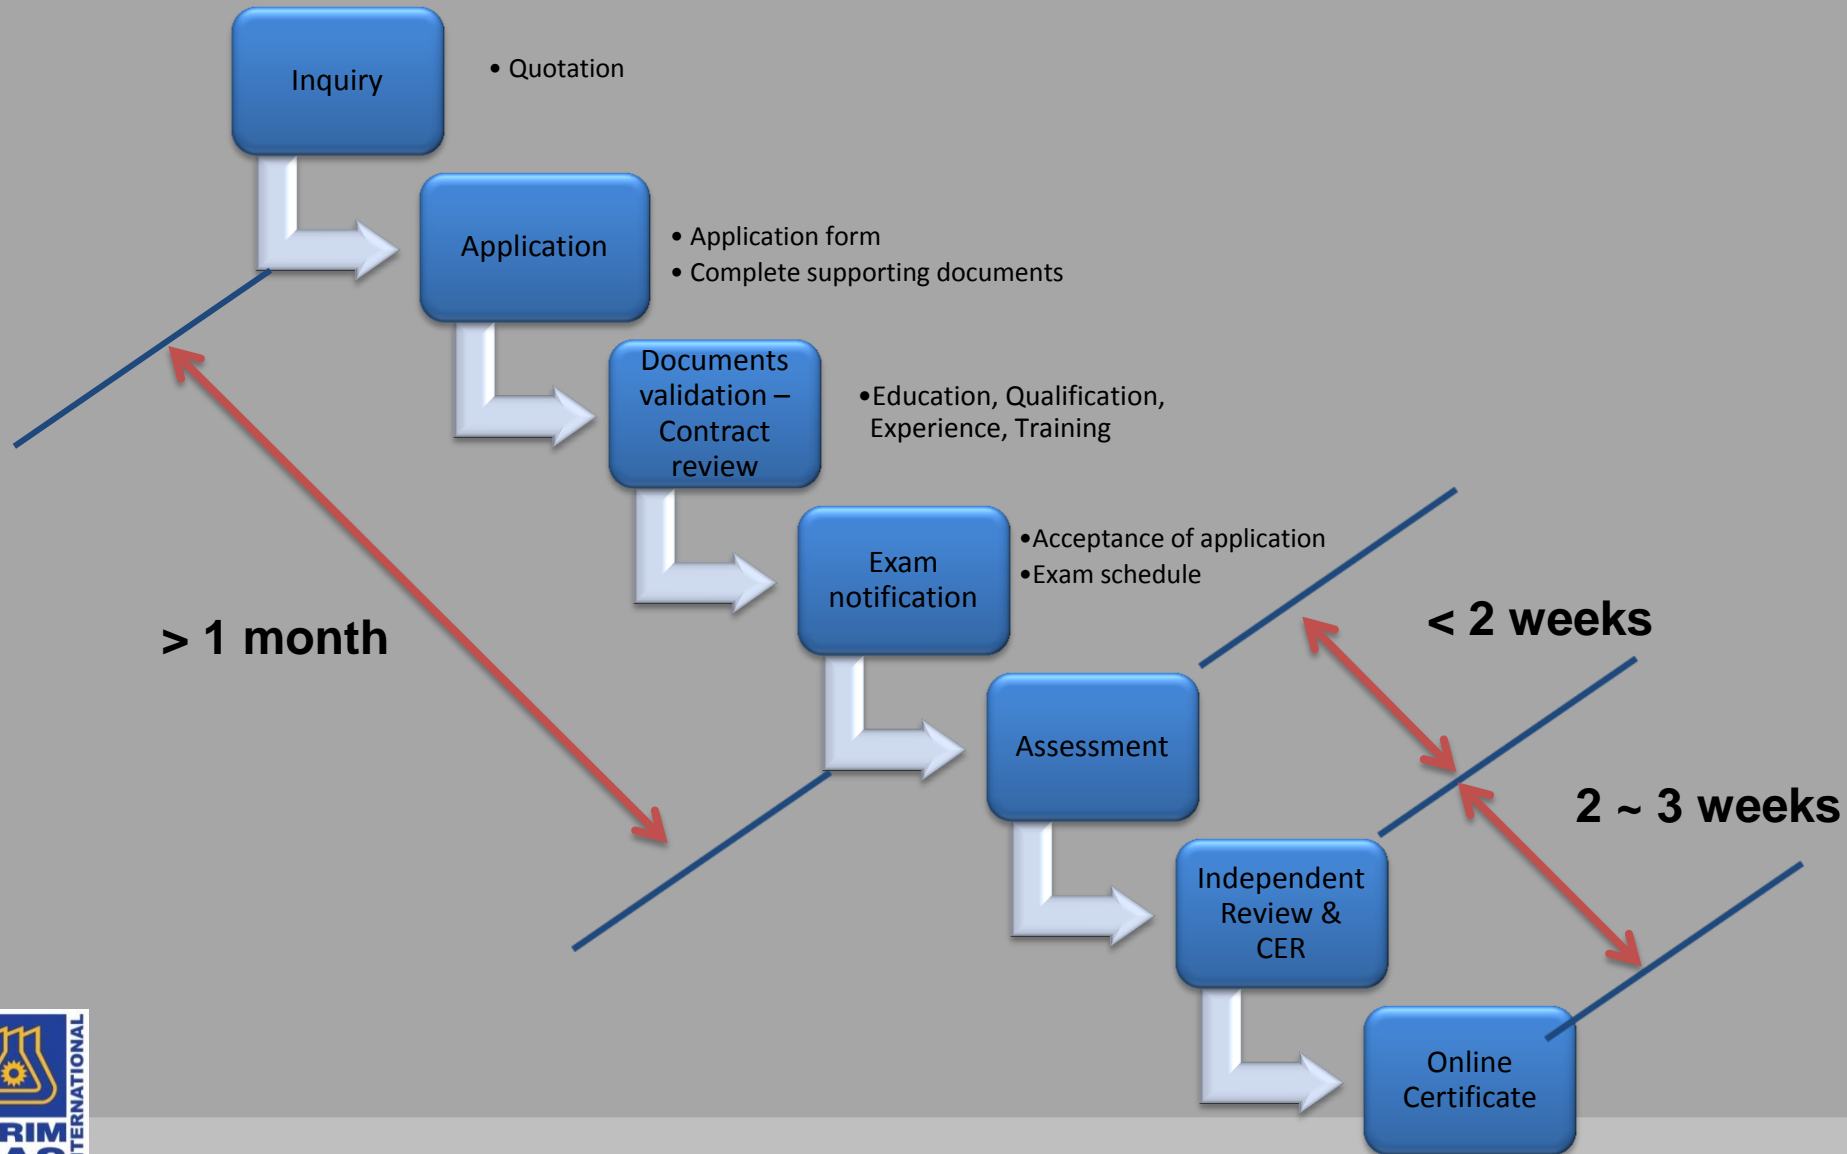 Inquiry
• Quotation
Application
• Application form
• Complete supporting documents
Documents
validation –
Contract
review
•Education, Qualification,
Experience, Training
Exam
notification
•Acceptance of application
•Exam schedule
> 1 month
< 2 weeks
Assessment
2 ~ 3 weeks
Independent
Review &
CER
Online
Certificate
RIM